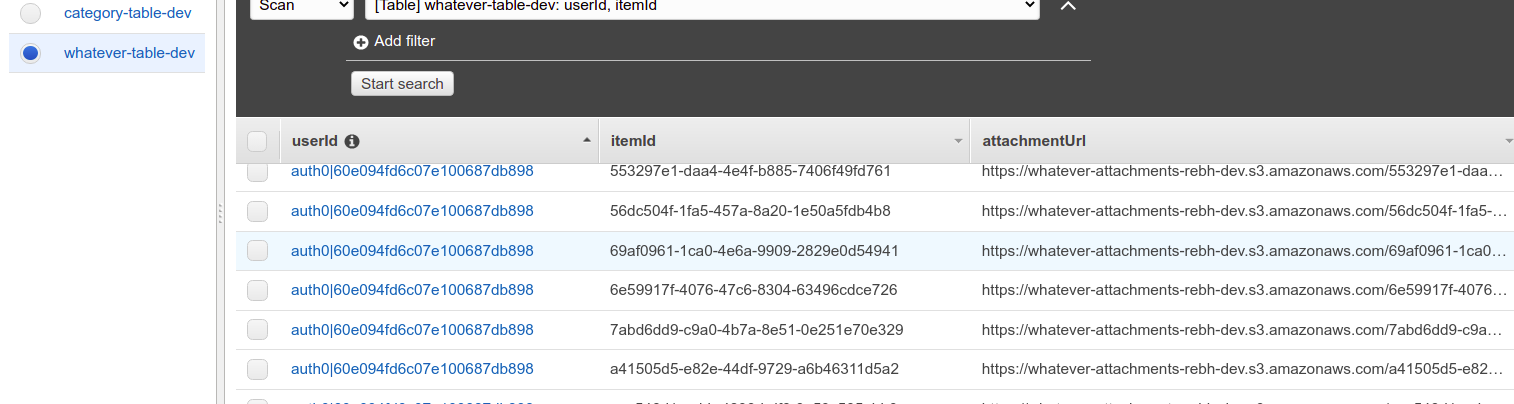 category-table-dev
whatever-table-dev
Scan
[Table] whatever-table-dev: userId, itemId
Add filter
Start search
userId itemId attachmentUrl
auth0|60e094fd6c07e100687db898 553297e1-daa4-4e4f-b885-7406f49fd761 https://whatever-attachments-rebh-dev.s3.amazonaws.com/553297e1-daa…
auth0|60e094fd6c07e100687db898 56dc504f-1fa5-457a-8a20-1e50a5fdb4b8 https://whatever-attachments-rebh-dev.s3.amazonaws.com/56dc504f-1fa5-…
auth0|60e094fd6c07e100687db898 69af0961-1ca0-4e6a-9909-2829e0d54941 https://whatever-attachments-rebh-dev.s3.amazonaws.com/69af0961-1ca0…
auth0|60e094fd6c07e100687db898 6e59917f-4076-47c6-8304-63496cdce726 https://whatever-attachments-rebh-dev.s3.amazonaws.com/6e59917f-4076…
auth0|60e094fd6c07e100687db898 7abd6dd9-c9a0-4b7a-8e51-0e251e70e329 https://whatever-attachments-rebh-dev.s3.amazonaws.com/7abd6dd9-c9a…
auth0|60e094fd6c07e100687db898 a41505d5-e82e-44df-9729-a6b46311d5a2 https://whatever-attachments-rebh-dev.s3.amazonaws.com/a41505d5-e82…